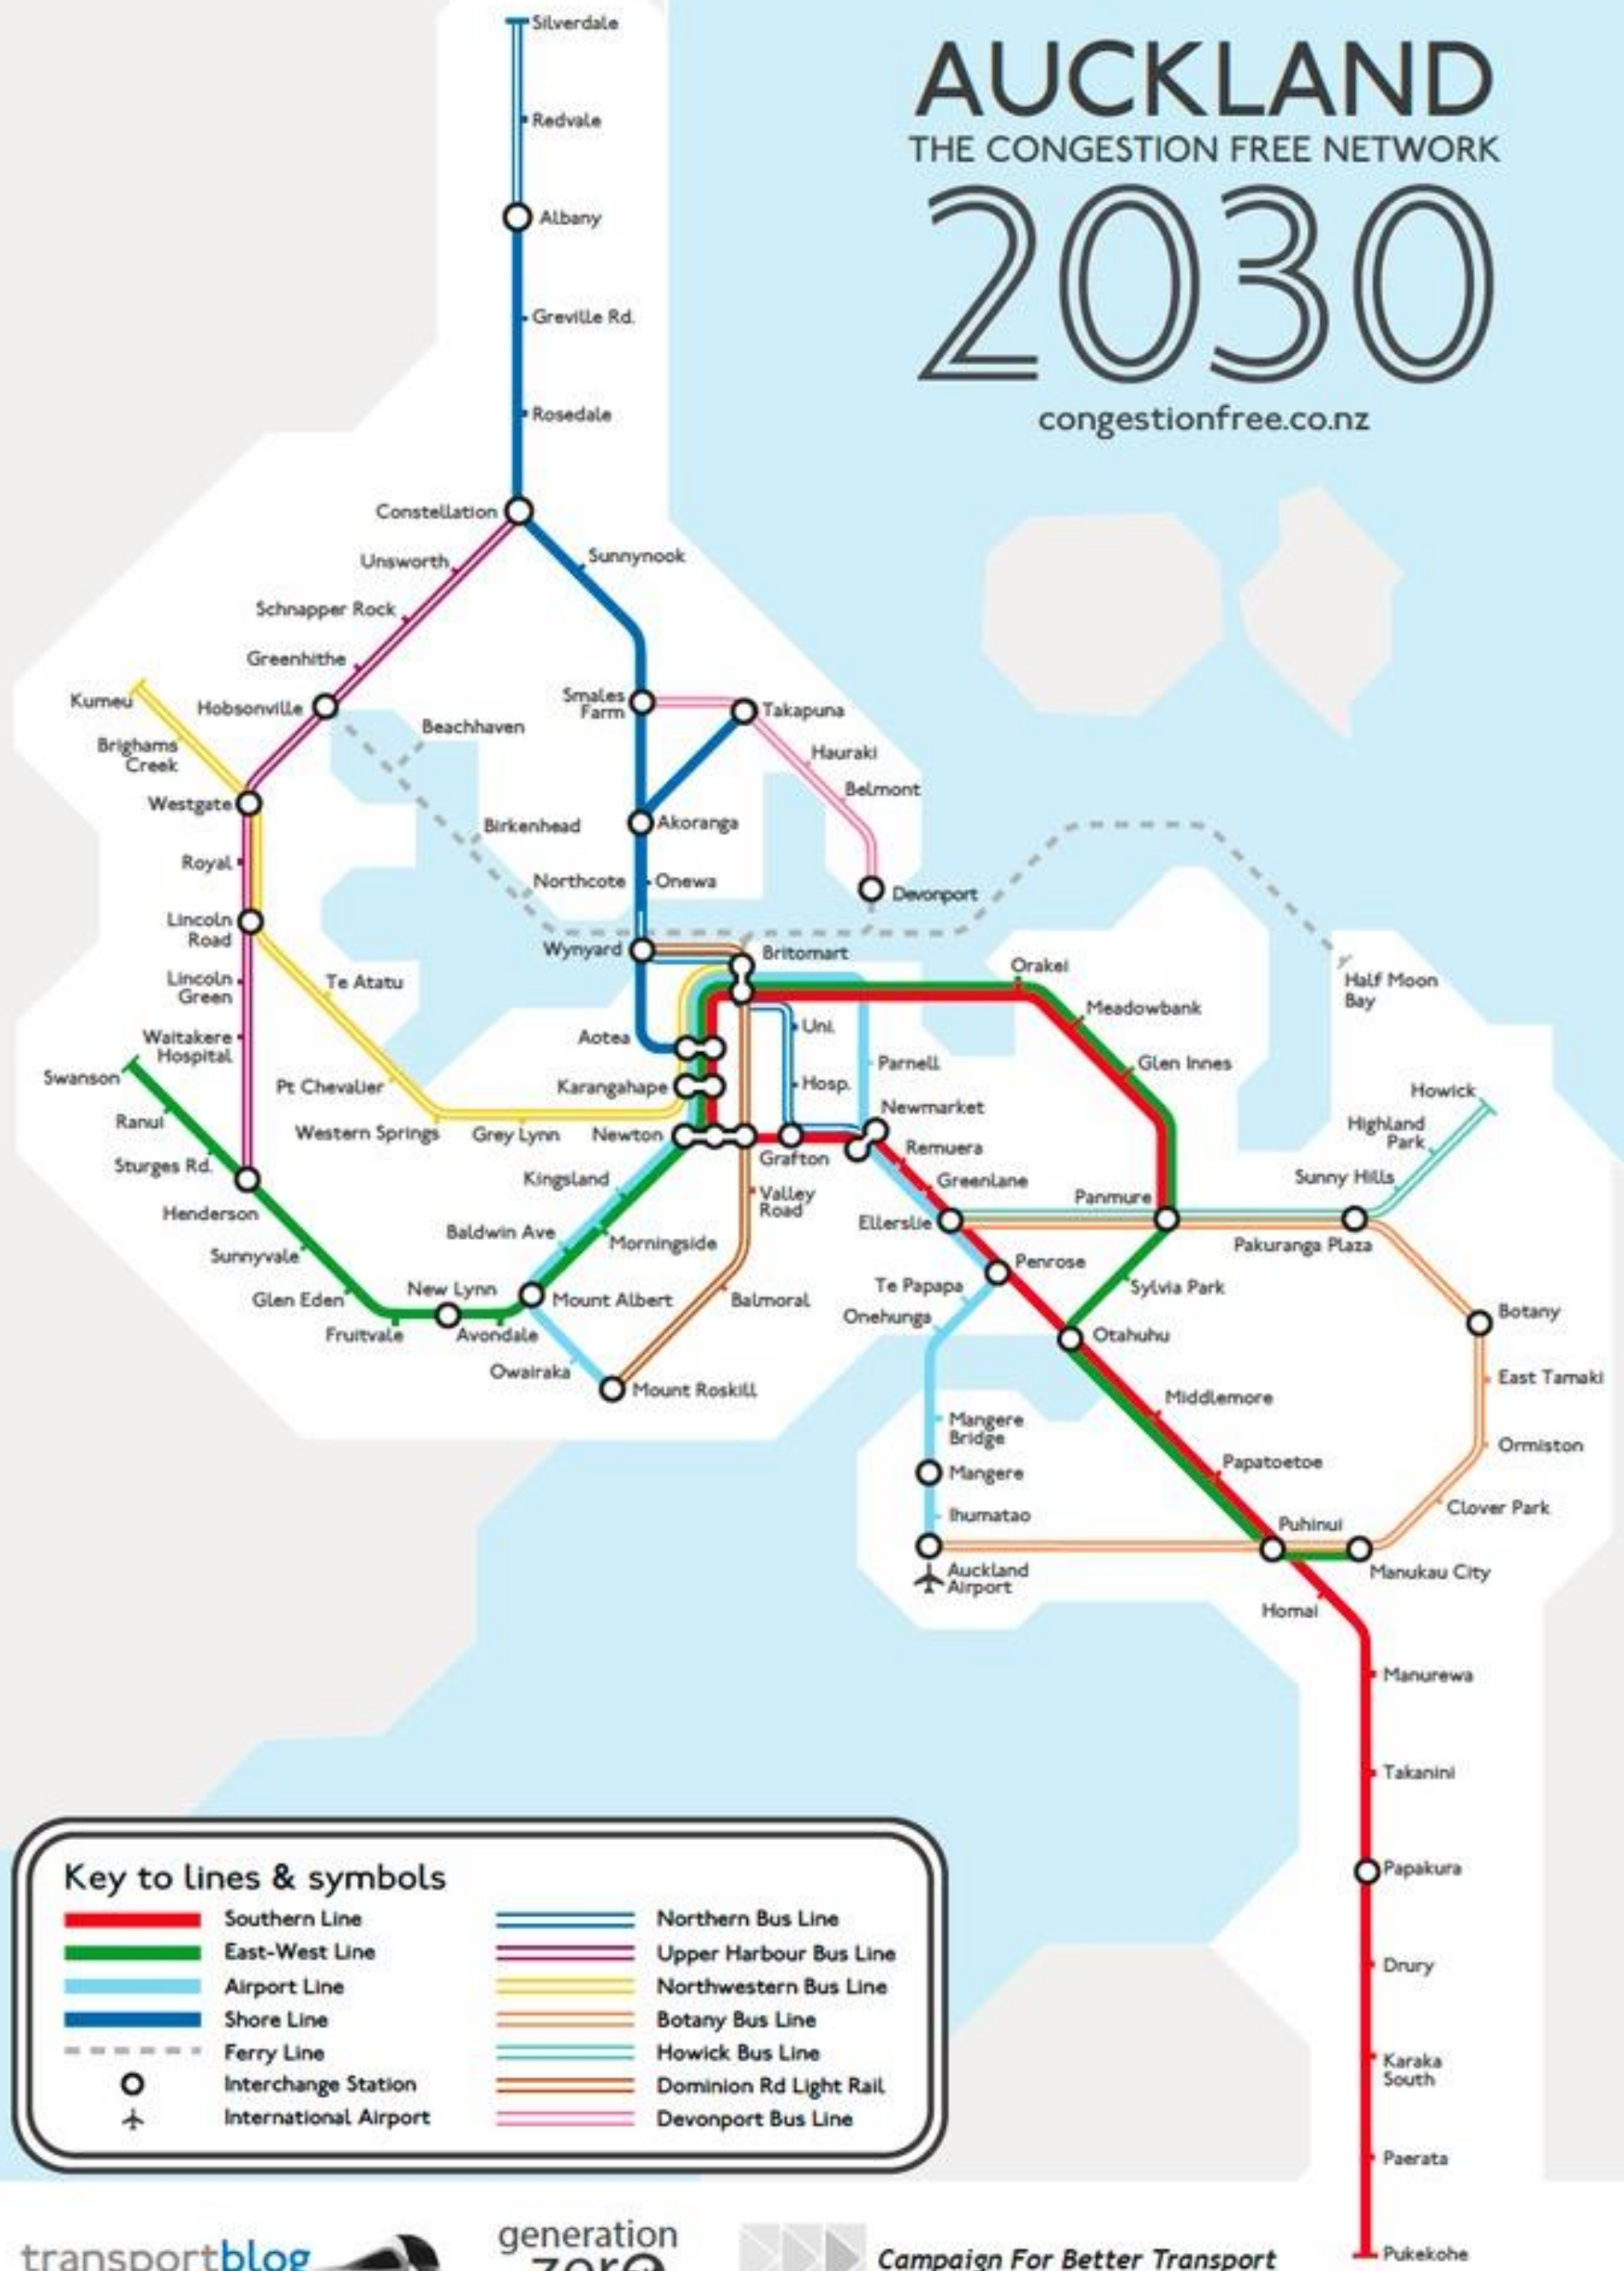 AUCKLAND
THE CONGESTION FREE NETWORK
2030
congestionfree.co.nz
Silverdale
Redvale
Albany
Greville Rd.
Rosedale
Constellation
Unsworth
Sunnynook
Schnapper Rock
Greenhithe
Kumeu
Hobsonville
Smales
Farm
Takapuna
Beachhaven
Brighams
Creek
Hauraki
Belmont
Westgate
Birkenhead
Akoranga
Royal
Northcote
Onewa
Devonport
Lincoln
Road
Wynyard
Britomart
Orakei
Te Atatu
Lincoln
Green
Half Moon
Bay
Meadowbank
Uni.
Aotea
Waitakere
Hospital
Parnell
Glen Innes
Swanson
Pt Chevalier
Karangahape
Hosp.
Howick
Ranui
Newmarket
Highland
Park
Western Springs
Grey Lynn
Newton
Grafton
Remuera
Sturges Rd.
Kingsland
Greenlane
Sunny Hills
Valley
Road
Panmure
Henderson
Ellerslie
Baldwin Ave
Morningside
Pakuranga Plaza
Sunnyvale
Penrose
Te Papapa
Sylvia Park
Glen Eden
New Lynn
Mount Albert
Balmoral
Onehunga
Botany
Fruitvale
Avondale
Otahuhu
Owairaka
East Tamaki
Mount Roskill
Middlemore
Mangere
Bridge
Ormiston
Papatoetoe
Mangere
Clover Park
Ihumatao
Puhinui
Auckland
Airport
Manukau City
Homai
Manurewa
Takanini
Papakura
Drury
Karaka
South
Paerata
Pukekohe
Key to lines & symbols
Southern Line
East-West Line
Airport Line
Shore Line
Ferry Line
Interchange Station
International Airport
Northern Bus Line
Upper Harbour Bus Line
Northwestern Bus Line
Botany Bus Line
Howick Bus Line
Dominion Rd Light Rail
Devonport Bus Line
transportblog
generation
zero
Campaign For Better Transport